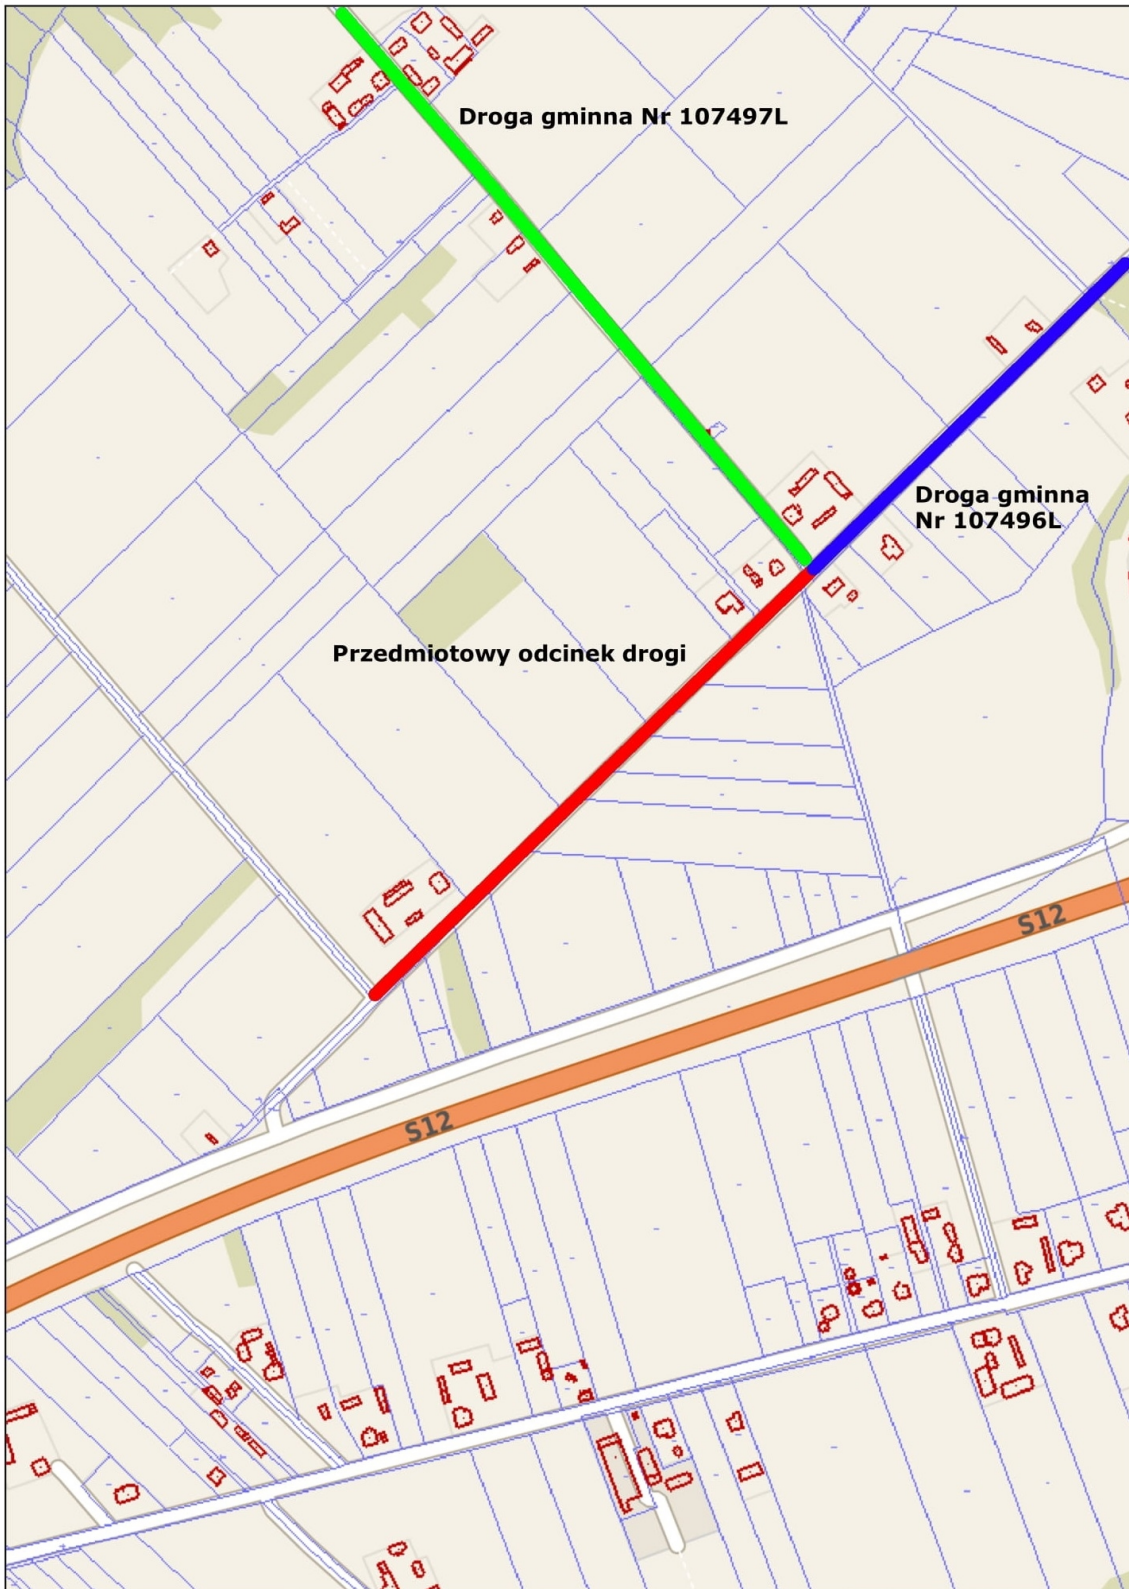 Droga gminna Nr 107497L
Droga gminna
Nr 107496L
Przedmiotowy odcinek drogi
S12
S12